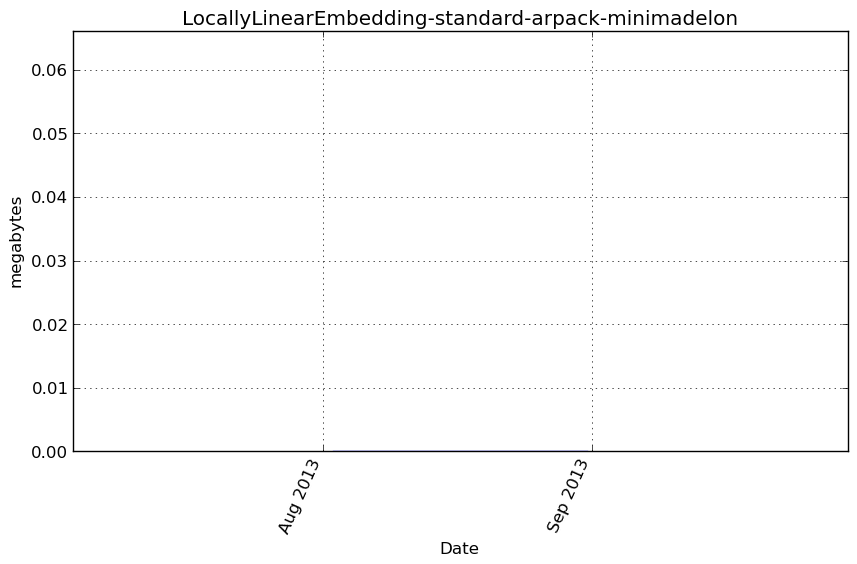 LocallyLinearEmbedding-standard-arpack-minimadelon
0.06
0.05
0.04
0.03
0.02
0.01
0.00
megabytes
Aug 2013
Sep 2013
Date